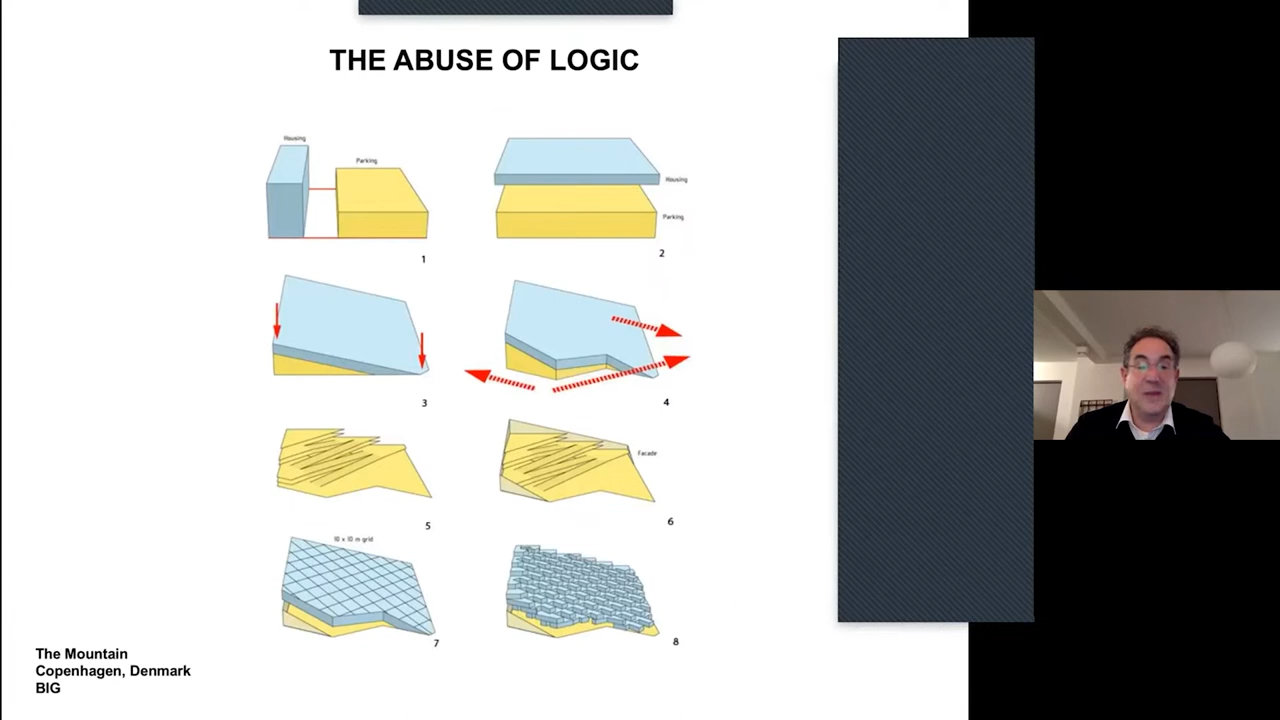 THE ABUSE OF LOGIC
Housing
Parking
1
Housing
Parking
2
3
4
5
Facade
6
10 x 10 m grid
7
8
The Mountain
Copenhagen, Denmark
BIG